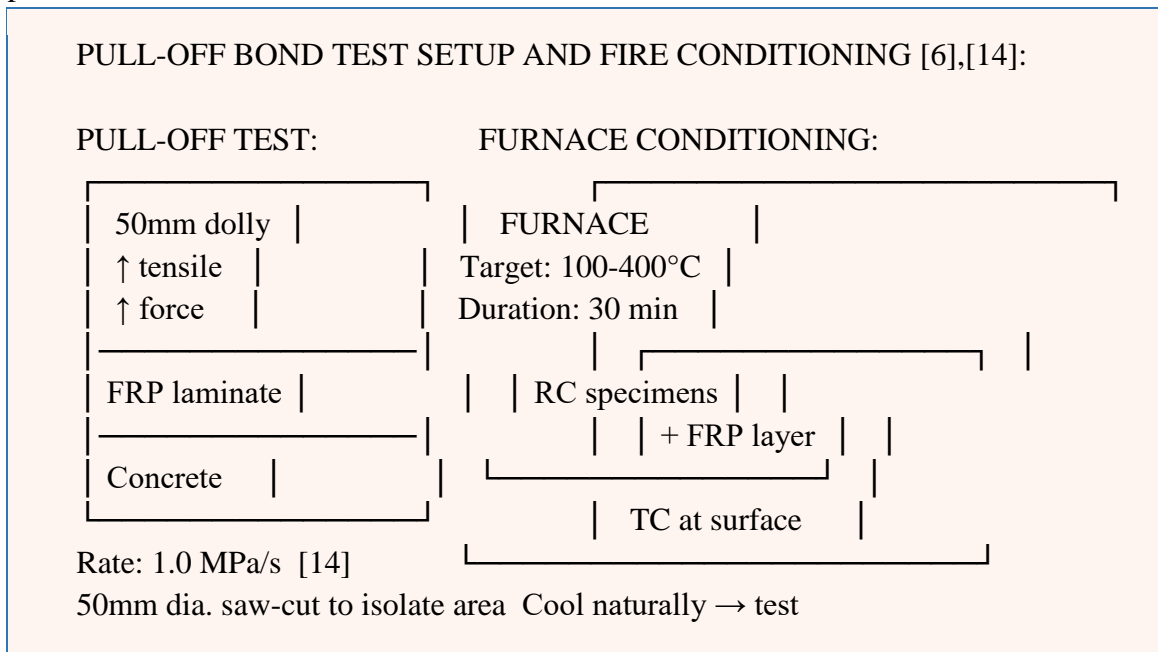 PULL-OFF BOND TEST SETUP AND FIRE CONDITIONING [6],[14]:
PULL-OFF TEST: FURNACE CONDITIONING:
50mm dolly FURNACE
↑ tensile Target: 100-400°C
↑ force Duration: 30 min
FRP laminate RC specimens
+ FRP layer
Concrete
TC at surface
Rate: 1.0 MPa/s [14]
50mm dia. saw-cut to isolate area Cool naturally → test